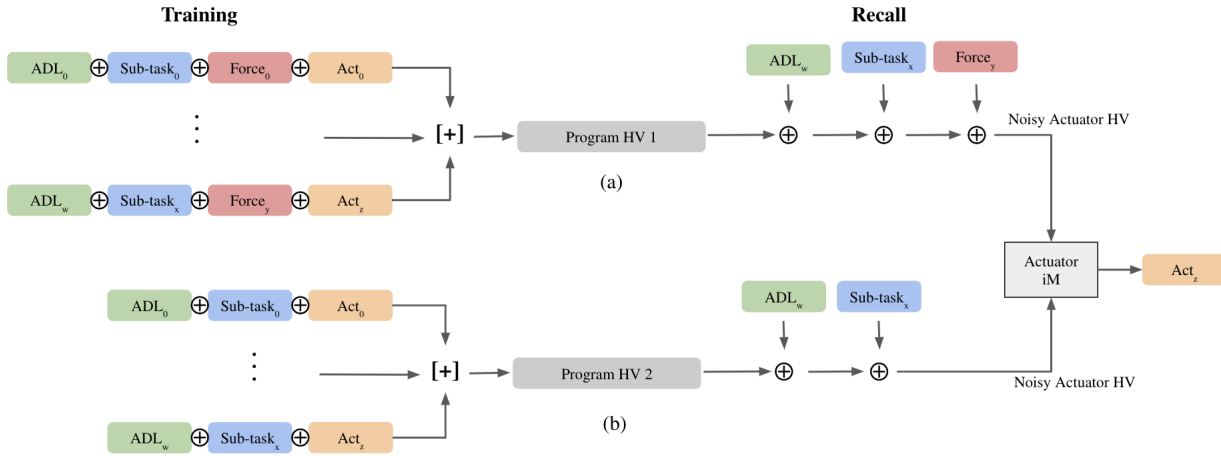 Training
Recall
ADL0 ⊕ Sub-task0 ⊕ Force0 ⊕ Act0
ADLw Sub-taskx Forcey
[+]
Program HV 1
⊕ ⊕ ⊕
Noisy Actuator HV
(a)
ADLw ⊕ Sub-taskx ⊕ Forcey ⊕ Actz
Actuator
iM
Actz
ADL0 ⊕ Sub-task0 ⊕ Act0
ADLw Sub-taskx
[+]
Program HV 2
⊕ ⊕
Noisy Actuator HV
(b)
ADLw ⊕ Sub-taskx ⊕ Actz